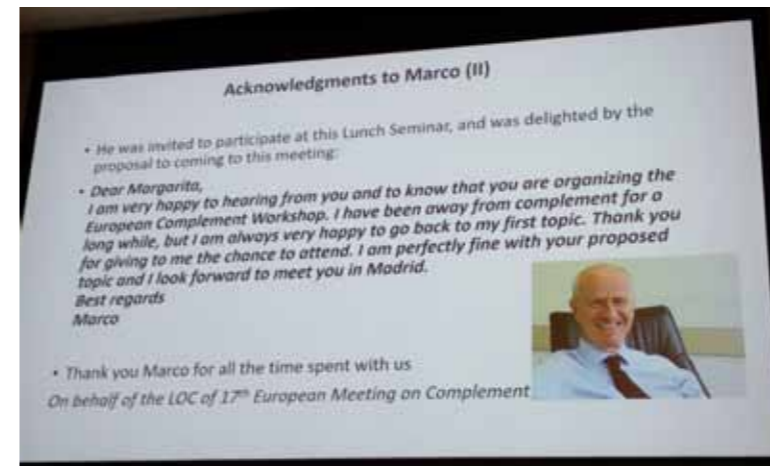 Acknowledgments to Marco (II)
• He was invited to participate at this Lunch Seminar, and was delighted by the
proposal to coming to this meeting:
• Dear Margarita,
I am very happy to hearing from you and to know that you are organizing the
European Complement Workshop. I have been away from complement for a
long while, but I am always very happy to go back to my first topic. Thank you
for giving to me the chance to attend. I am perfectly fine with your proposed
topic and I look forward to meet you in Madrid.
Best regards
Marco
• Thank you Marco for all the time spent with us
On behalf of the LOC of 17th European Meeting on Complement